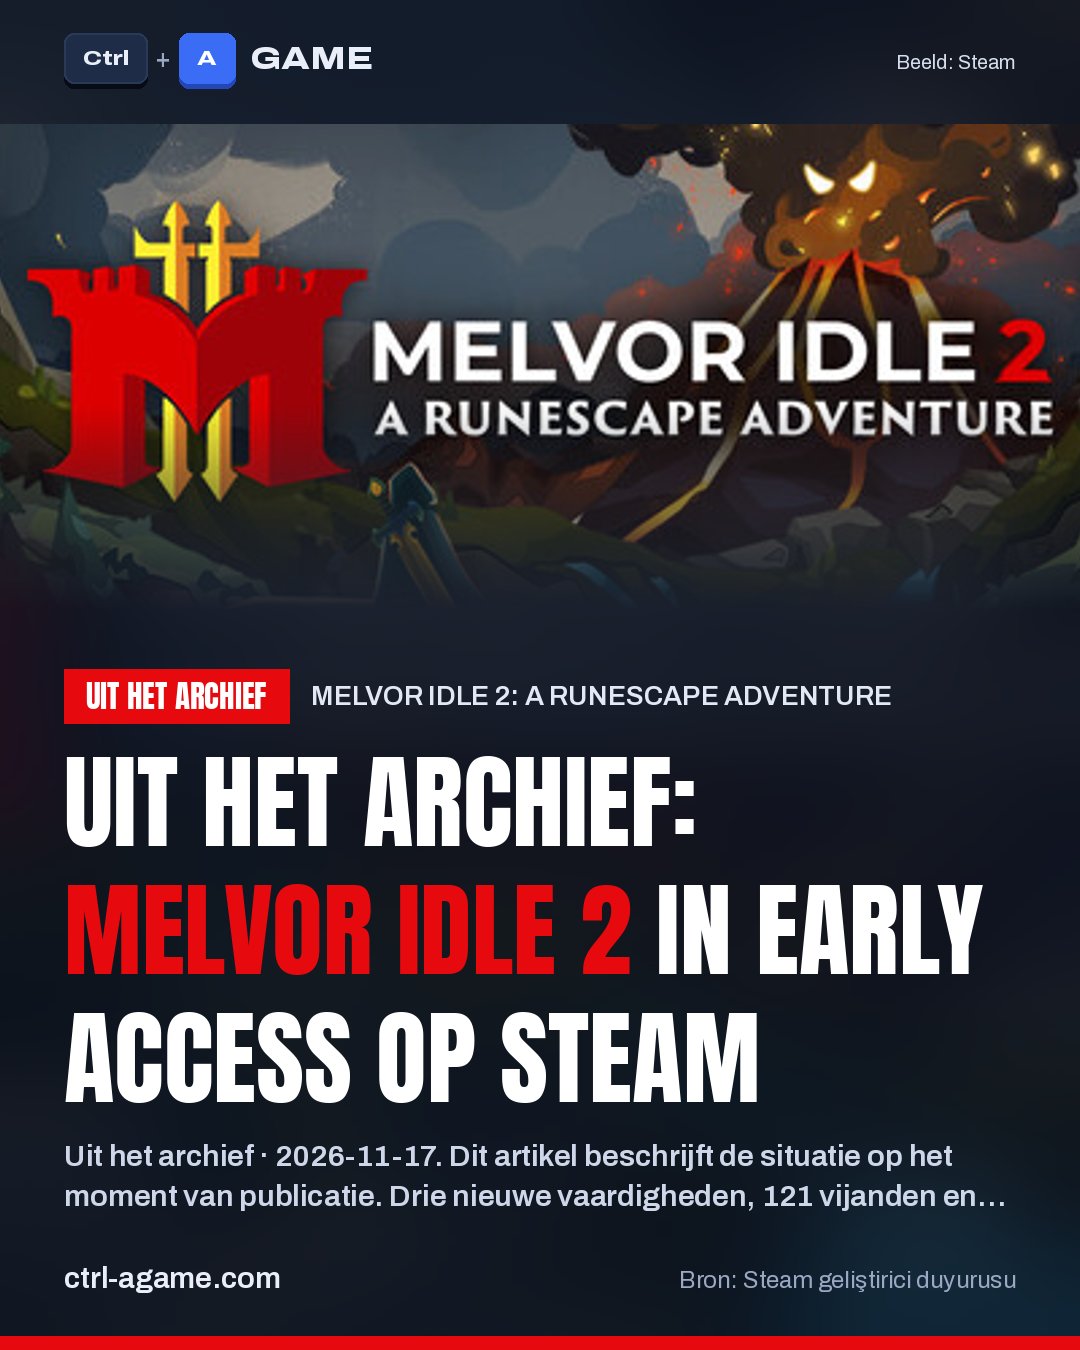 Ctrl + A GAME
Beeld: Steam
MELVOR IDLE 2
A RUNESCAPE ADVENTURE
UIT HET ARCHIEF MELVOR IDLE 2: A RUNESCAPE ADVENTURE
UIT HET ARCHIEF:
MELVOR IDLE 2 IN EARLY
ACCESS OP STEAM
Uit het archief · 2026-11-17. Dit artikel beschrijft de situatie op het
moment van publicatie. Drie nieuwe vaardigheden, 121 vijanden en…
ctrl-agame.com
Bron: Steam geliştirici duyurusu